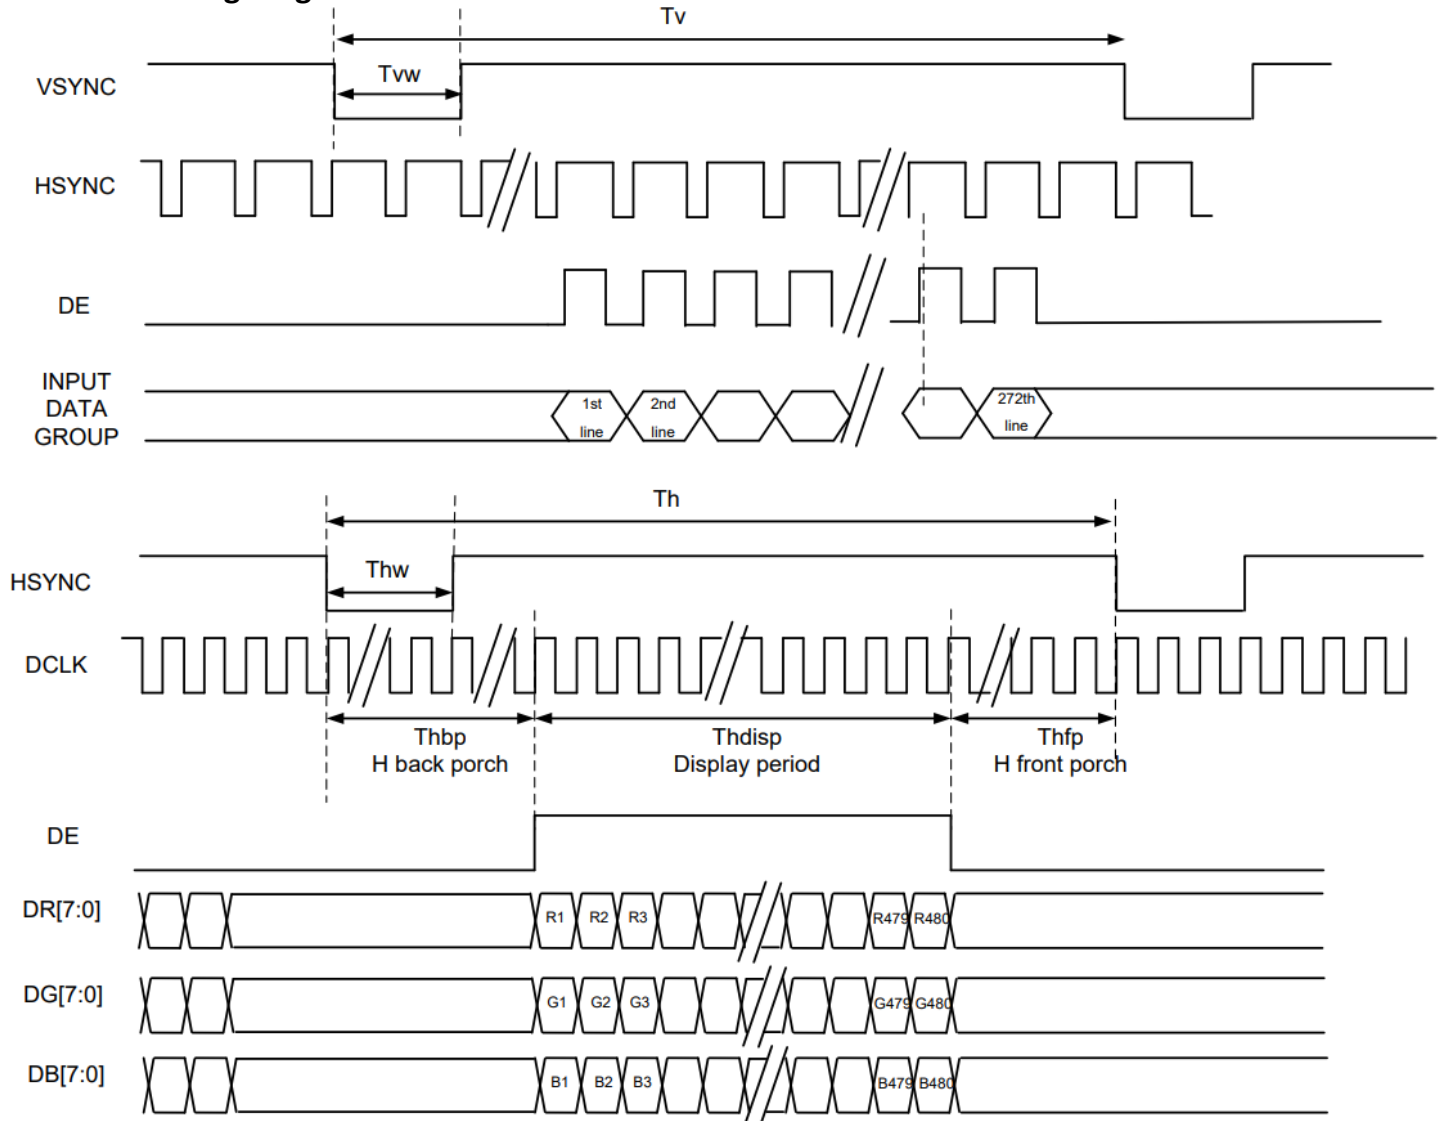 Tv
VSYNC
Tvw
HSYNC
DE
INPUT
DATA
GROUP
1st
line
2nd
line
272th
line
Th
HSYNC
Thw
DCLK
Thbp
H back porch
Thdisp
Display period
Thfp
H front porch
DE
DR[7:0]
R1 R2 R3 R479 R480
DG[7:0]
G1 G2 G3 G479 G480
DB[7:0]
B1 B2 B3 B479 B480